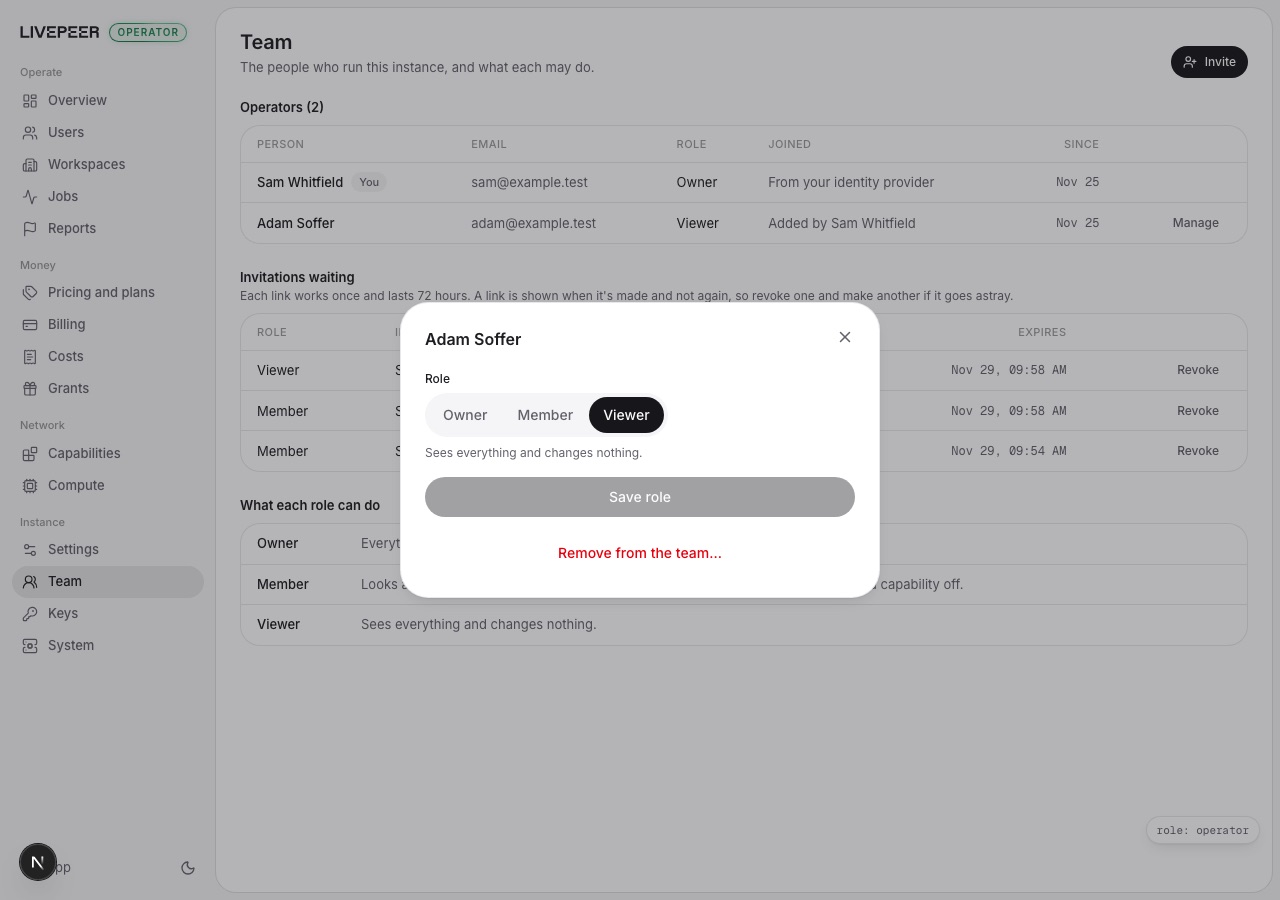 LIVEPEER OPERATOR
Operate
Overview
Users
Workspaces
Jobs
Reports
Money
Pricing and plans
Billing
Costs
Grants
Network
Capabilities
Compute
Instance
Settings
Team
Keys
System
Team
The people who run this instance, and what each may do.
Invite
Operators (2)
PERSON EMAIL ROLE JOINED SINCE
Sam Whitfield You sam@example.test Owner From your identity provider Nov 25
Adam Soffer adam@example.test Viewer Added by Sam Whitfield Nov 25 Manage
Invitations waiting
Each link works once and lasts 72 hours. A link is shown when it's made and not again, so revoke one and make another if it goes astray.
ROLE EXPIRES
Viewer Nov 29, 09:58 AM Revoke
Member Nov 29, 09:58 AM Revoke
Member Nov 29, 09:54 AM Revoke
What each role can do
Owner
Member Looks capability off.
Viewer Sees everything and changes nothing.
Adam Soffer
Role
Owner Member Viewer
Sees everything and changes nothing.
Save role
Remove from the team...
role: operator